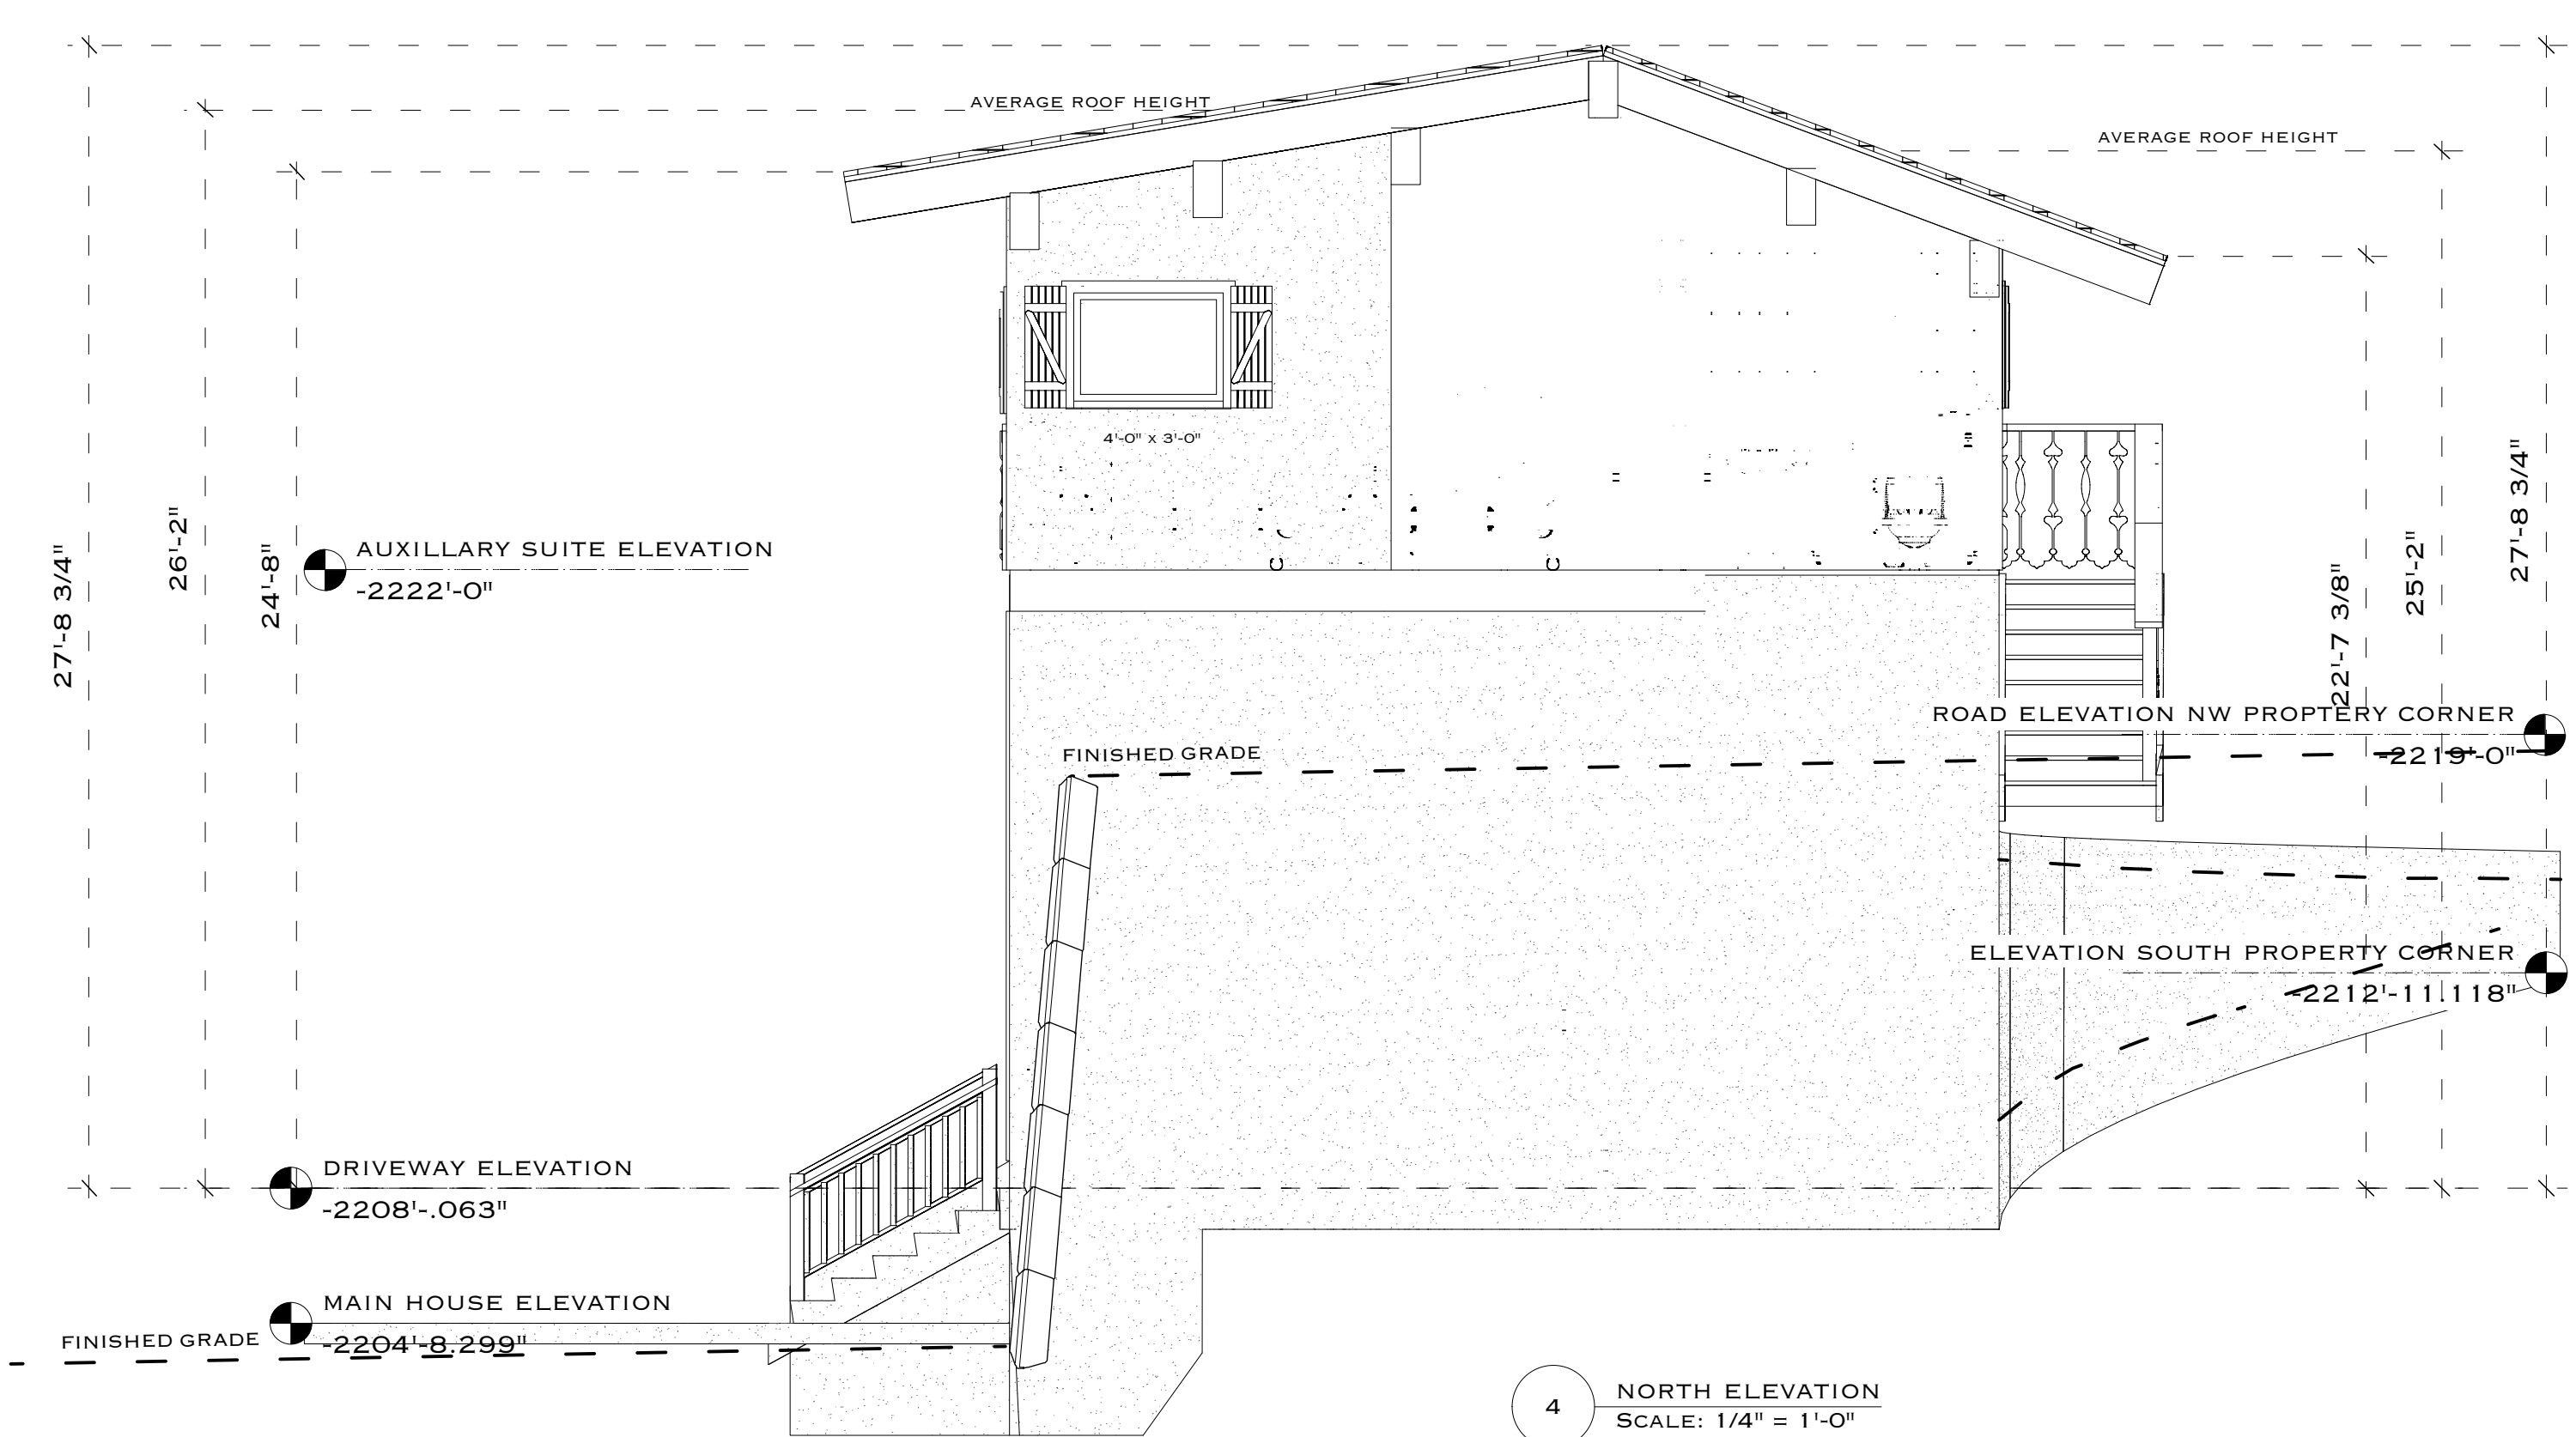 AVERAGE ROOF HEIGHT
AVERAGE ROOF HEIGHT
4'-0" x 3'-0"
27'-8 3/4"
26'-2"
24'-8"
AUXILLARY SUITE ELEVATION
-2222'-0"
27'-8 3/4"
25'-2"
22'-7 3/8"
ROAD ELEVATION NW PROPTERY CORNER
-2219'-0"
FINISHED GRADE
ELEVATION SOUTH PROPERTY CORNER
-2212'-11.118"
DRIVEWAY ELEVATION
-2208'-.063"
MAIN HOUSE ELEVATION
-2204'-8.299"
FINISHED GRADE
4
NORTH ELEVATION
SCALE: 1/4" = 1'-0"